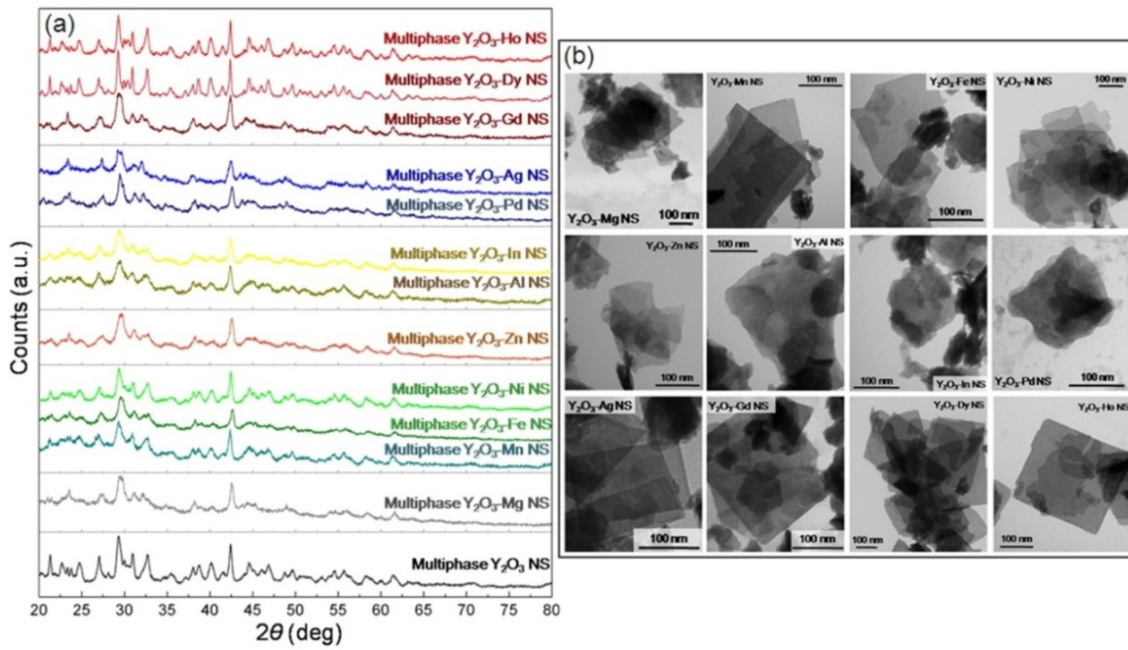 (a)
Multiphase Y₂O₃-Ho NS
Multiphase Y₂O₃-Dy NS
Multiphase Y₂O₃-Gd NS
Multiphase Y₂O₃-Ag NS
Multiphase Y₂O₃-Pd NS
Multiphase Y₂O₃-In NS
Multiphase Y₂O₃-Al NS
Multiphase Y₂O₃-Zn NS
Multiphase Y₂O₃-Ni NS
Multiphase Y₂O₃-Fe NS
Multiphase Y₂O₃-Mn NS
Multiphase Y₂O₃-Mg NS
Multiphase Y₂O₃ NS
Counts (a.u.)
20 25 30 35 40 45 50 55 60 65 70 75 80
2θ (deg)
(b)
Y₂O₃-Mg NS
100 nm
Y₂O₃-Mn NS
100 nm
Y₂O₃-Fe NS
100 nm
Y₂O₃-Ni NS
100 nm
Y₂O₃-Zn NS
100 nm
Y₂O₃-Al NS
100 nm
Y₂O₃-In NS
100 nm
Y₂O₃-Pd NS
100 nm
Y₂O₃-Ag NS
100 nm
Y₂O₃-Gd NS
100 nm
Y₂O₃-Dy NS
100 nm
Y₂O₃-Ho NS
100 nm